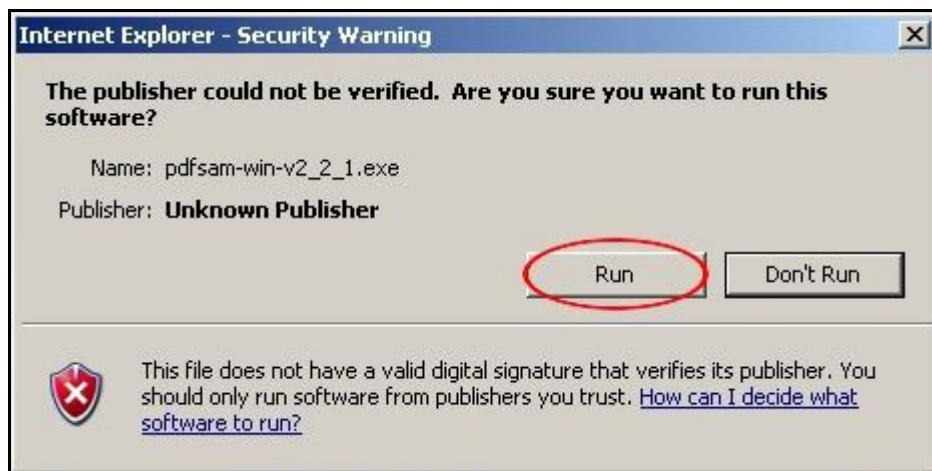 Internet Explorer - Security Warning
The publisher could not be verified.  Are you sure you want to run this
software?
Name: pdfsam-win-v2_2_1.exe
Publisher: Unknown Publisher
Run Don't Run
This file does not have a valid digital signature that verifies its publisher. You
should only run software from publishers you trust. How can I decide what
software to run?